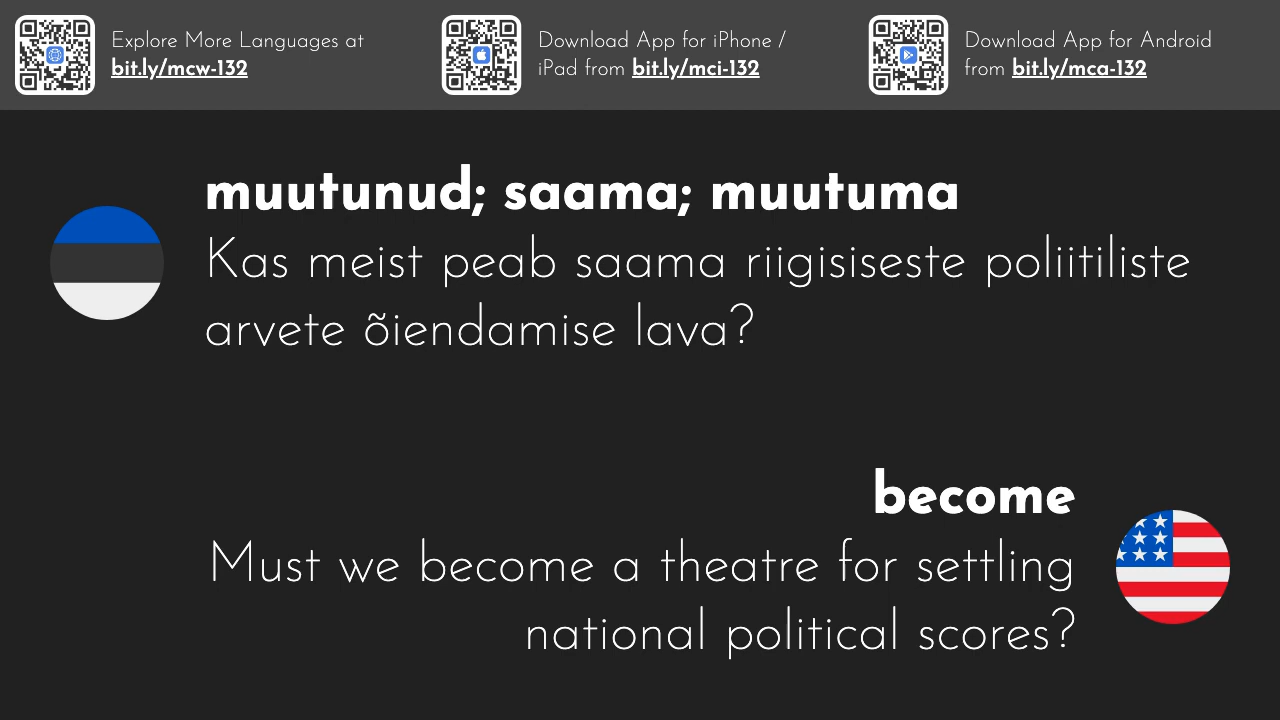 Explore More Languages at
bit.ly/mcw-132
Download App for iPhone /
iPad from bit.ly/mci-132
Download App for Android
from bit.ly/mca-132
muutunud; saama; muutuma
Kas meist peab saama riigisiseste poliitiliste
arvete õiendamise lava?
become
Must we become a theatre for settling
national political scores?